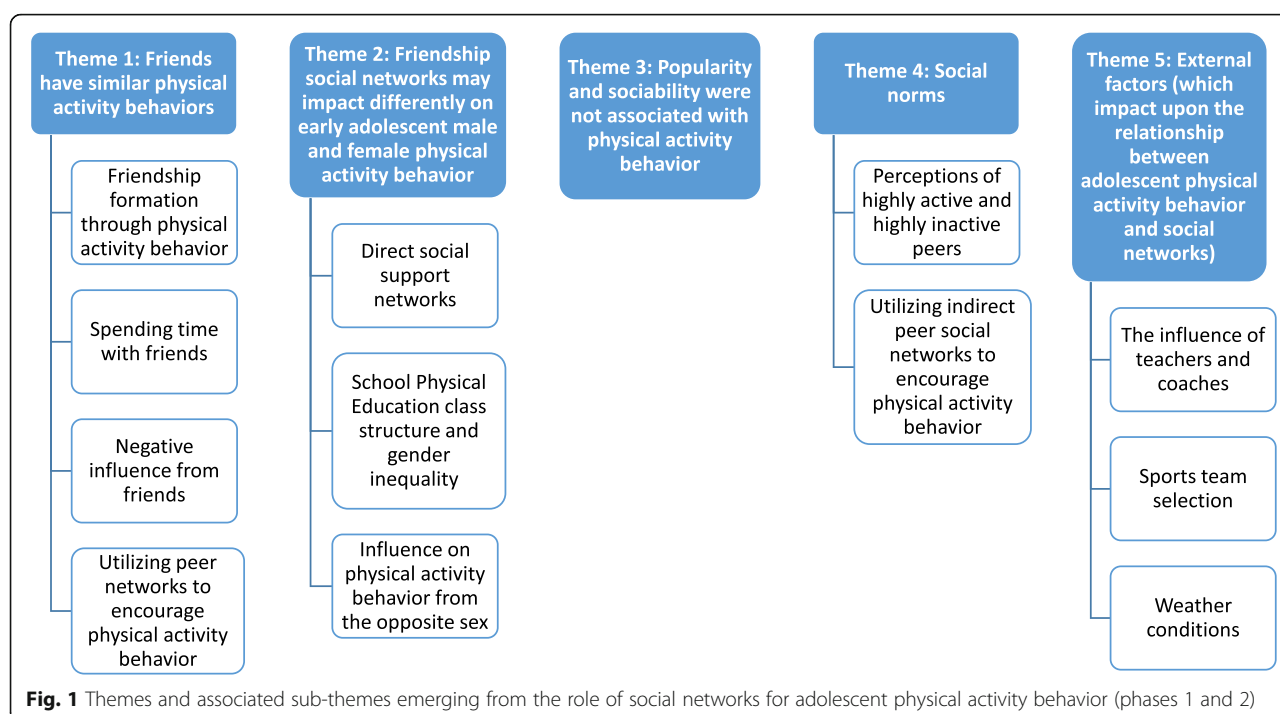 Theme 1: Friends
have similar physical
activity behaviors
Friendship
formation
through physical
activity behavior
Spending time
with friends
Negative
influence from
friends
Utilizing peer
networks to
encourage
physical activity
behavior
Theme 2: Friendship
social networks may
impact differently on
early adolescent male
and female physical
activity behavior
Direct social
support
networks
School Physical
Education class
structure and
gender
inequality
Influence on
physical activity
behavior from
the opposite sex
Theme 3: Popularity
and sociability were
not associated with
physical activity
behavior
Theme 4: Social
norms
Perceptions of
highly active and
highly inactive
peers
Utilizing indirect
peer social
networks to
encourage
physical activity
behavior
Theme 5: External
factors (which
impact upon the
relationship
between
adolescent physical
activity behavior
and social
networks)
The influence of
teachers and
coaches
Sports team
selection
Weather
conditions
Fig. 1 Themes and associated sub-themes emerging from the role of social networks for adolescent physical activity behavior (phases 1 and 2)